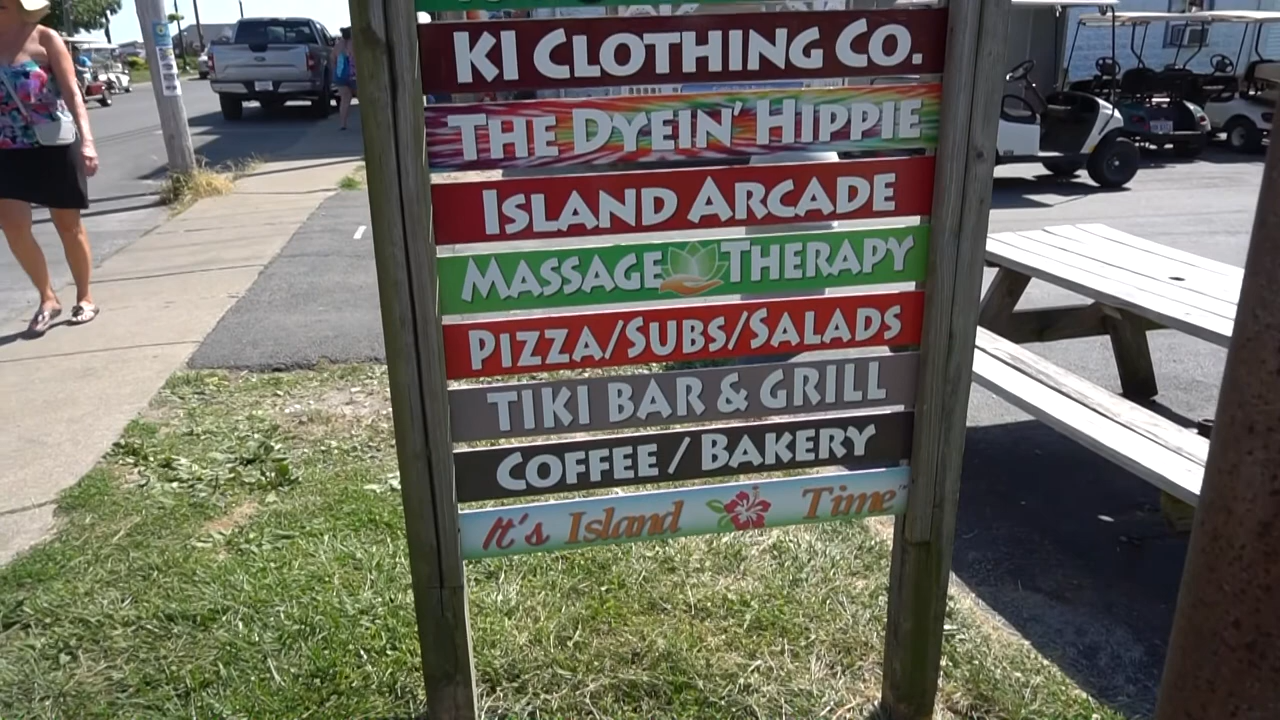 KI CLOTHING CO.
THE DYEIN' HIPPIE
ISLAND ARCADE
MASSAGE THERAPY
PIZZA/SUBS/SALADS
TIKI BAR & GRILL
COFFEE / BAKERY
It's Island Time